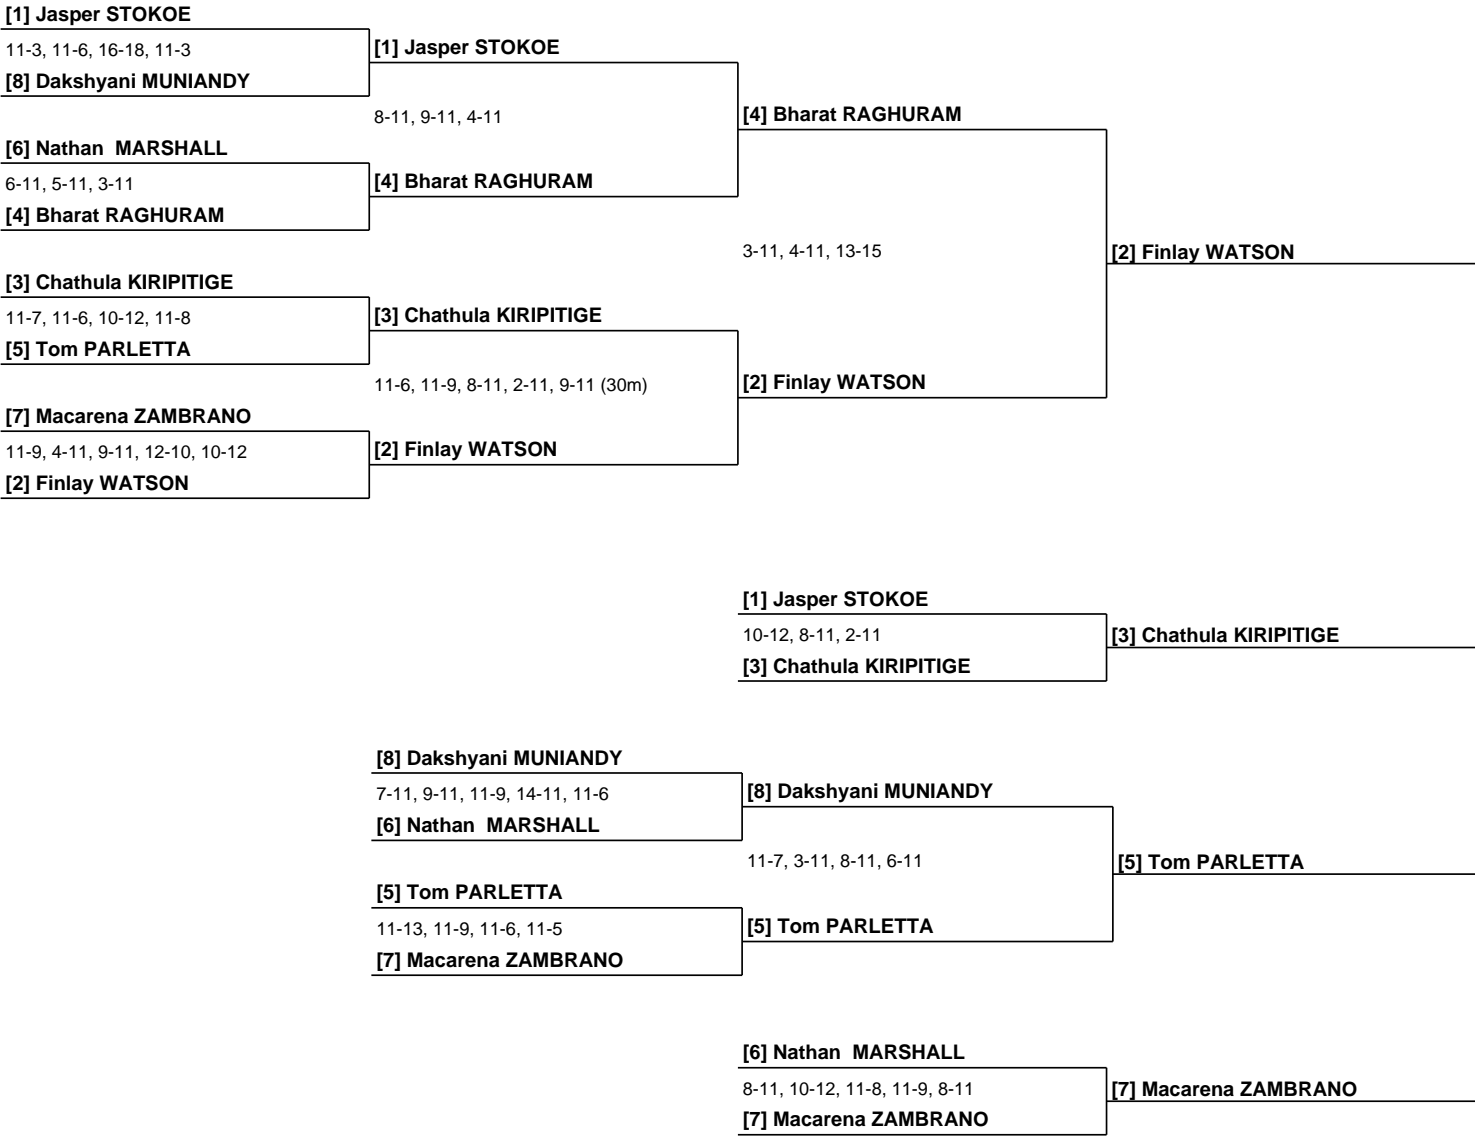 [1] Jasper STOKOE
11-3, 11-6, 16-18, 11-3
[1] Jasper STOKOE
[8] Dakshyani MUNIANDY
8-11, 9-11, 4-11
[4] Bharat RAGHURAM
[6] Nathan  MARSHALL
6-11, 5-11, 3-11
[4] Bharat RAGHURAM
[4] Bharat RAGHURAM
3-11, 4-11, 13-15
[2] Finlay WATSON
[3] Chathula KIRIPITIGE
11-7, 11-6, 10-12, 11-8
[3] Chathula KIRIPITIGE
[5] Tom PARLETTA
11-6, 11-9, 8-11, 2-11, 9-11 (30m)
[2] Finlay WATSON
[7] Macarena ZAMBRANO
11-9, 4-11, 9-11, 12-10, 10-12
[2] Finlay WATSON
[2] Finlay WATSON
[1] Jasper STOKOE
10-12, 8-11, 2-11
[3] Chathula KIRIPITIGE
[3] Chathula KIRIPITIGE
[8] Dakshyani MUNIANDY
7-11, 9-11, 11-9, 14-11, 11-6
[8] Dakshyani MUNIANDY
[6] Nathan  MARSHALL
11-7, 3-11, 8-11, 6-11
[5] Tom PARLETTA
[5] Tom PARLETTA
11-13, 11-9, 11-6, 11-5
[5] Tom PARLETTA
[7] Macarena ZAMBRANO
[6] Nathan  MARSHALL
8-11, 10-12, 11-8, 11-9, 8-11
[7] Macarena ZAMBRANO
[7] Macarena ZAMBRANO